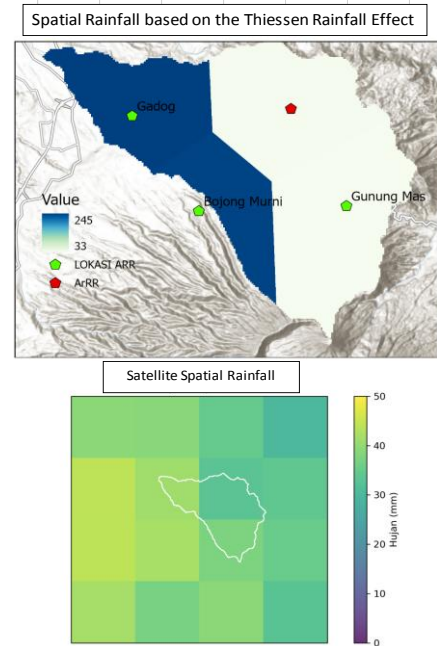 Spatial Rainfall based on the Thiessen Rainfall Effect
Gadog
Bojong Murni
Gunung Mas
Value
245
33
LOKASI ARR
ArRR
Satellite Spatial Rainfall
50
40
30
20
10
0
Hujan (mm)